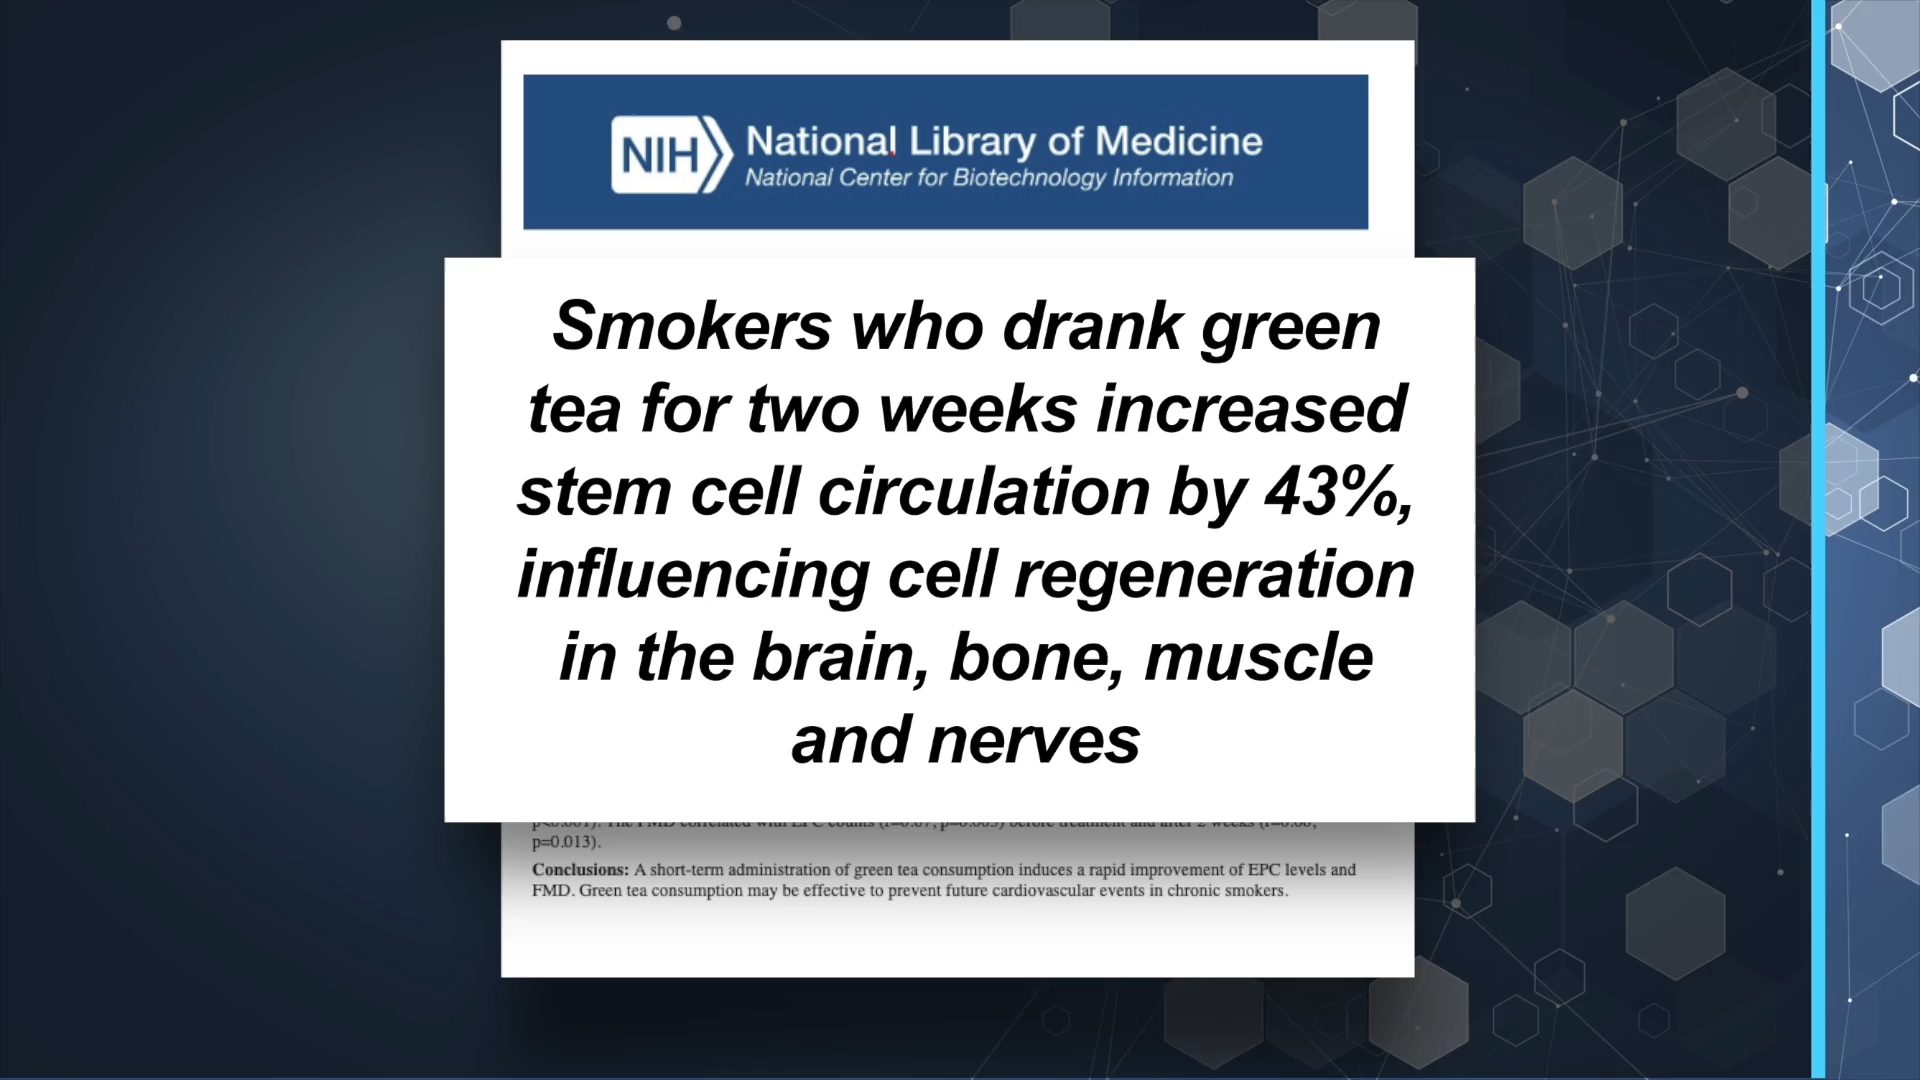 NIH National Library of Medicine
National Center for Biotechnology Information
Smokers who drank green
tea for two weeks increased
stem cell circulation by 43%,
influencing cell regeneration
in the brain, bone, muscle
and nerves
p=0.013).
Conclusions: A short-term administration of green tea consumption induces a rapid improvement of EPC levels and
FMD. Green tea consumption may be effective to prevent future cardiovascular events in chronic smokers.